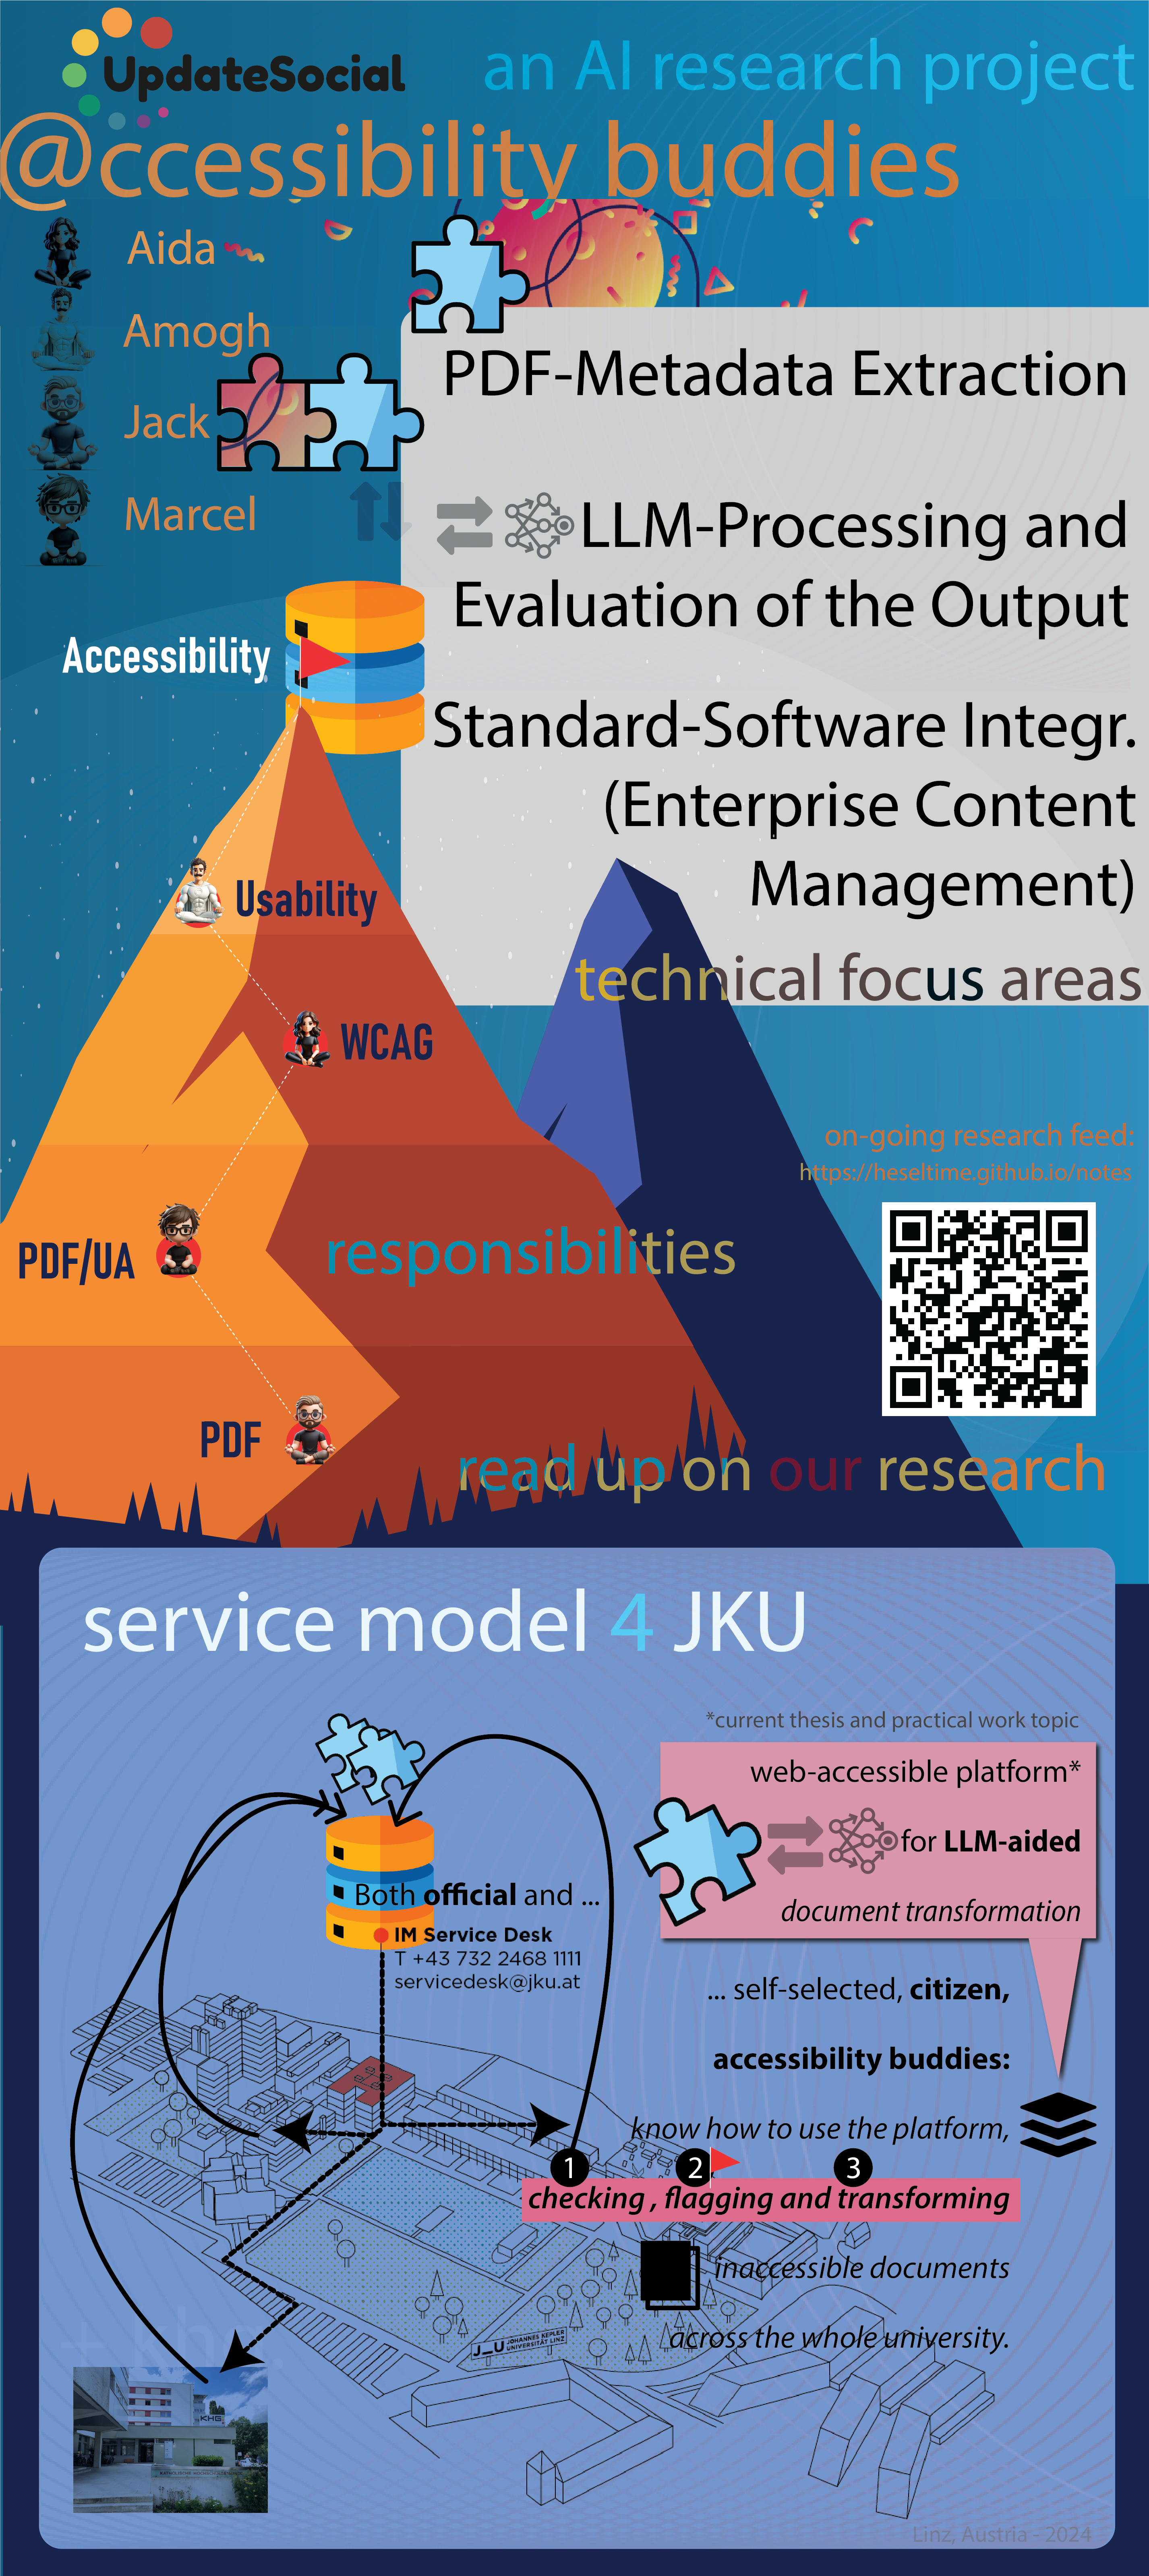 UpdateSocial
an AI research project
@ccessibility buddies
Aida
Amogh
Jack
Marcel
PDF-Metadata Extraction
LLM-Processing and
Evaluation of the Output
Standard-Software Integr.
(Enterprise Content
Management)
technical focus areas
Accessibility
Usability
WCAG
PDF/UA
PDF
responsibilities
on-going research feed:
https://heseltime.github.io/notes
read up on our research
service model 4 JKU
*current thesis and practical work topic
web-accessible platform*
for LLM-aided
document transformation
Both official and ...
IM Service Desk
T +43 732 2468 1111
servicedesk@jku.at
... self-selected, citizen,
accessibility buddies:
know how to use the platform,
1 2 3
checking , flagging and transforming
inaccessible documents
across the whole university.
J_U JOHANNES KEPLER
UNIVERSITÄT LINZ
KHG
Linz, Austria - 2024